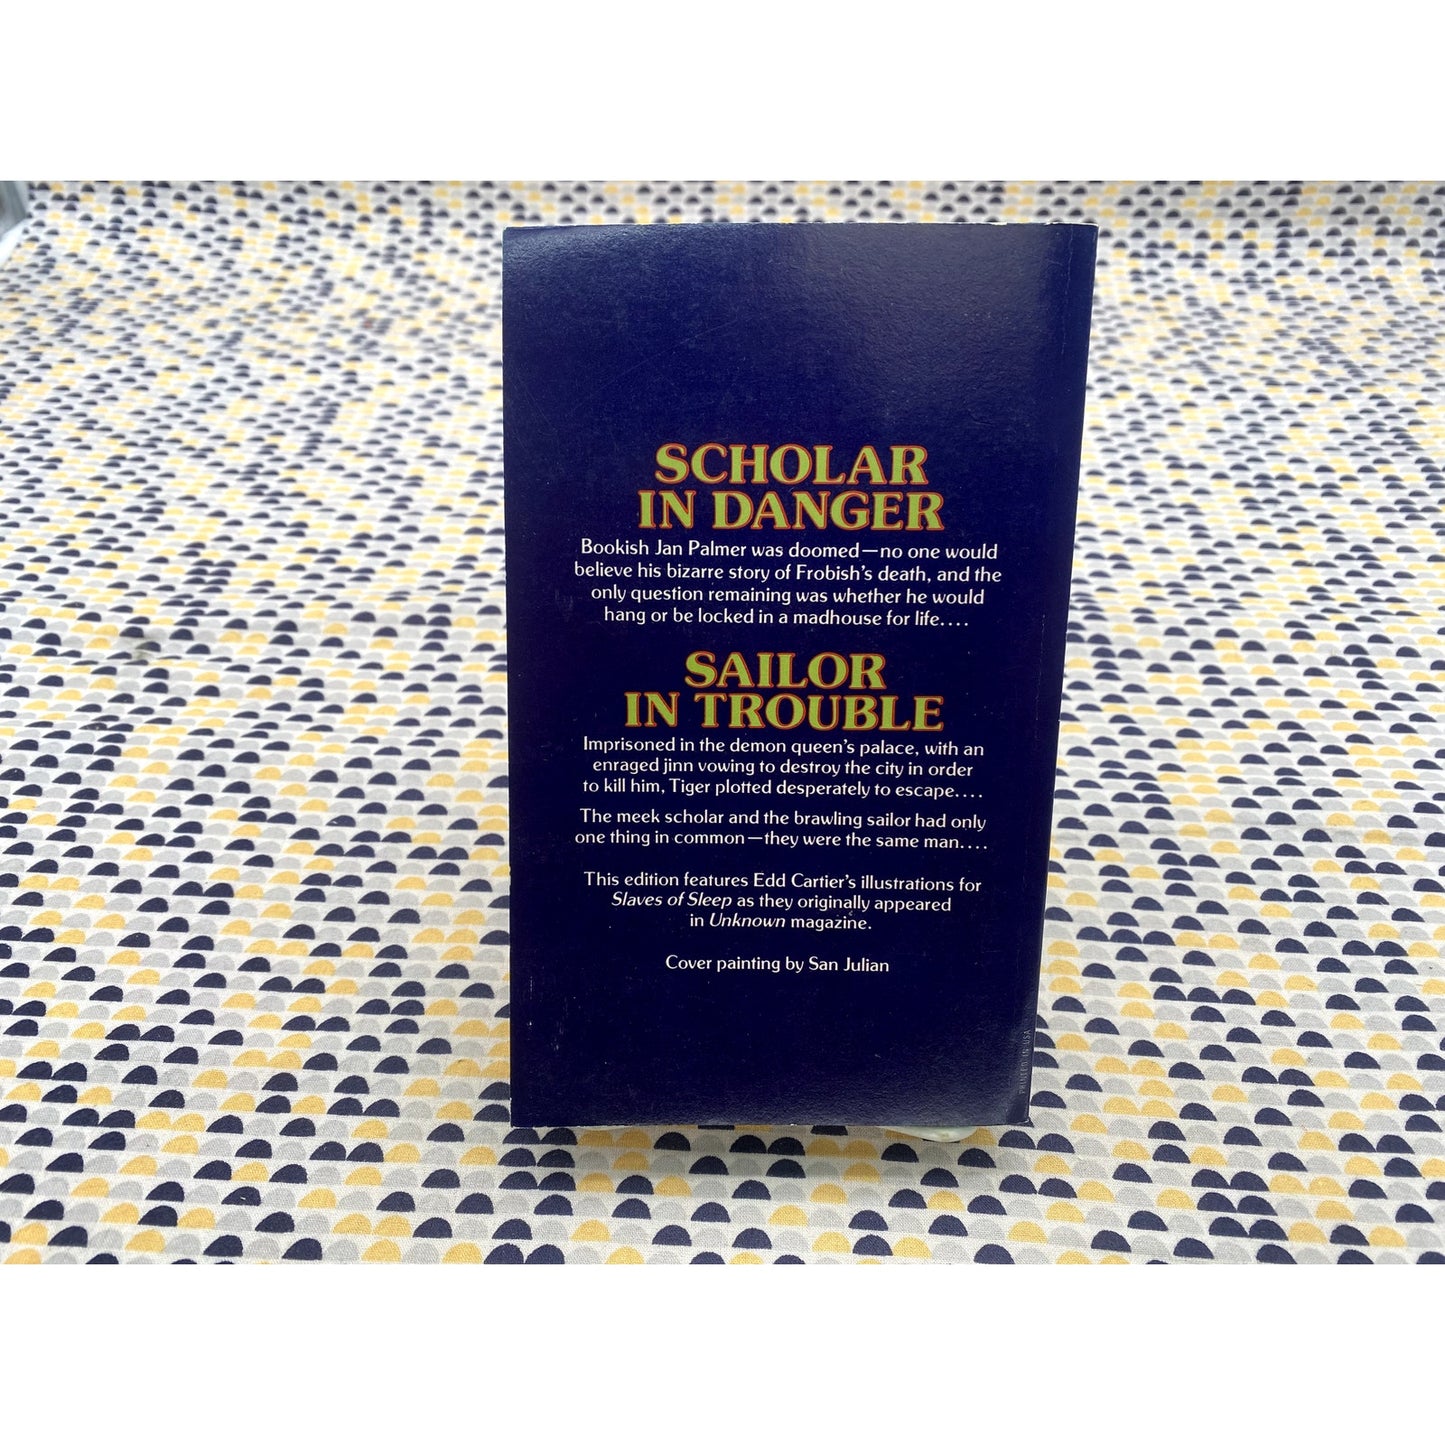 SCHOLAR
IN DANGER
Bookish Jan Palmer was doomed—no one would
believe his bizarre story of Frobish's death, and the
only question remaining was whether he would
hang or be locked in a madhouse for life....
SAILOR
IN TROUBLE
Imprisoned in the demon queen's palace, with an
enraged jinn vowing to destroy the city in order
to kill him, Tiger plotted desperately to escape....
The meek scholar and the brawling sailor had only
one thing in common—they were the same man....
This edition features Edd Cartier's illustrations for
Slaves of Sleep as they originally appeared
in Unknown magazine.
Cover painting by San Julian
PRINTED IN USA